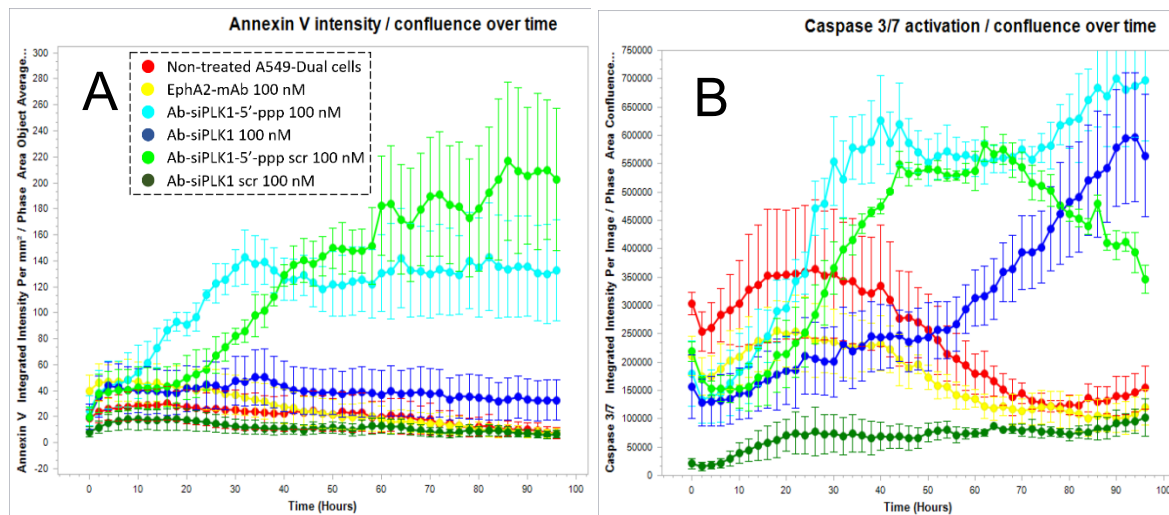 Annexin V intensity / confluence over time
A
Non-treated A549-Dual cells
EphA2-mAb 100 nM
Ab-siPLK1-5′-ppp 100 nM
Ab-siPLK1 100 nM
Ab-siPLK1-5′-ppp scr 100 nM
Ab-siPLK1 scr 100 nM
Annexin V Integrated Intensity Per mm² / Phase Area Object Average...
300
280
260
240
220
200
180
160
140
120
100
80
60
40
20
0
-20
0 10 20 30 40 50 60 70 80 90 100
Time (Hours)
Caspase 3/7 activation / confluence over time
B
Caspase 3/7 Integrated Intensity Per Image / Phase Area Confluence...
750000
700000
650000
600000
550000
500000
450000
400000
350000
300000
250000
200000
150000
100000
50000
0
0 10 20 30 40 50 60 70 80 90 100
Time (Hours)